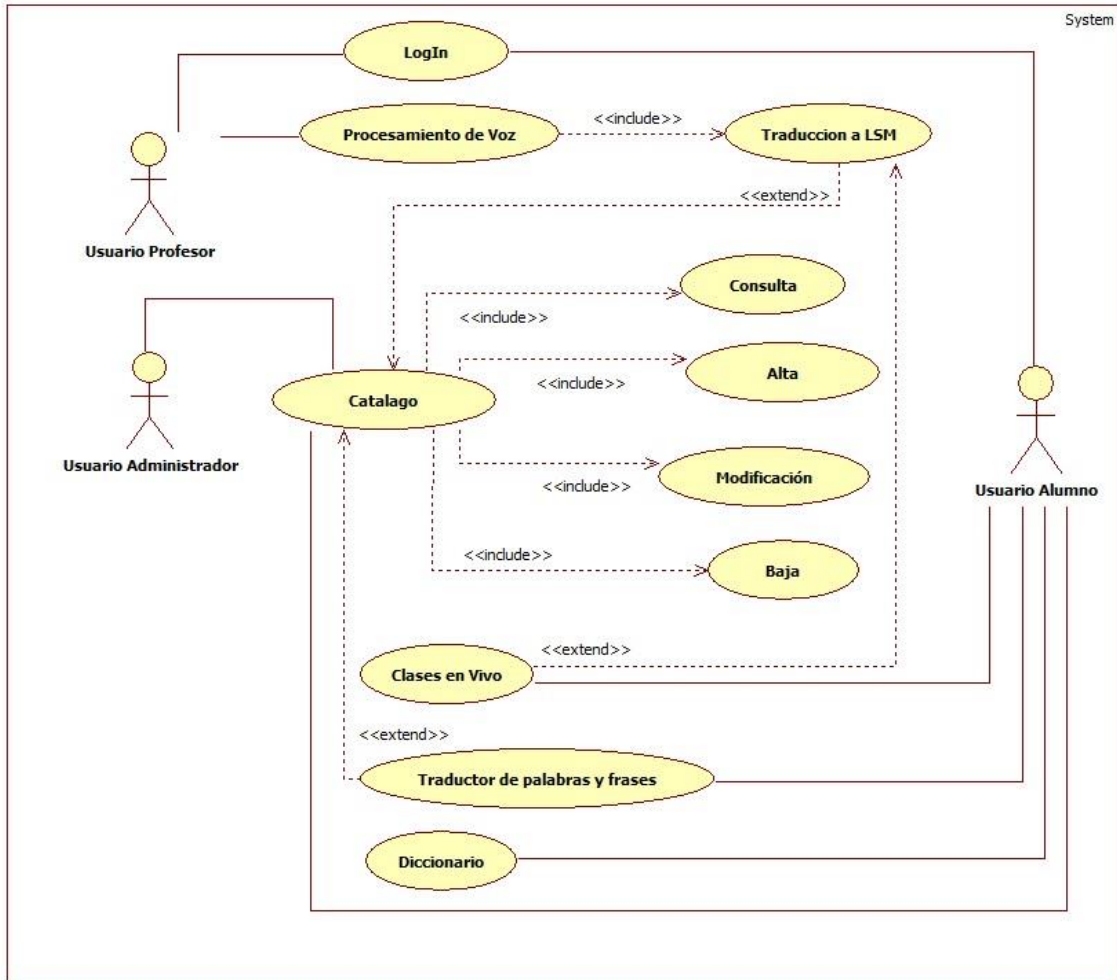 System
LogIn
Procesamiento de Voz
<<include>>
Traduccion a LSM
<<extend>>
Usuario Profesor
Consulta
<<include>>
Alta
<<include>>
Catalago
Usuario Administrador
Modificación
<<include>>
Usuario Alumno
<<include>>
Baja
<<extend>>
Clases en Vivo
<<extend>>
Traductor de palabras y frases
Diccionario